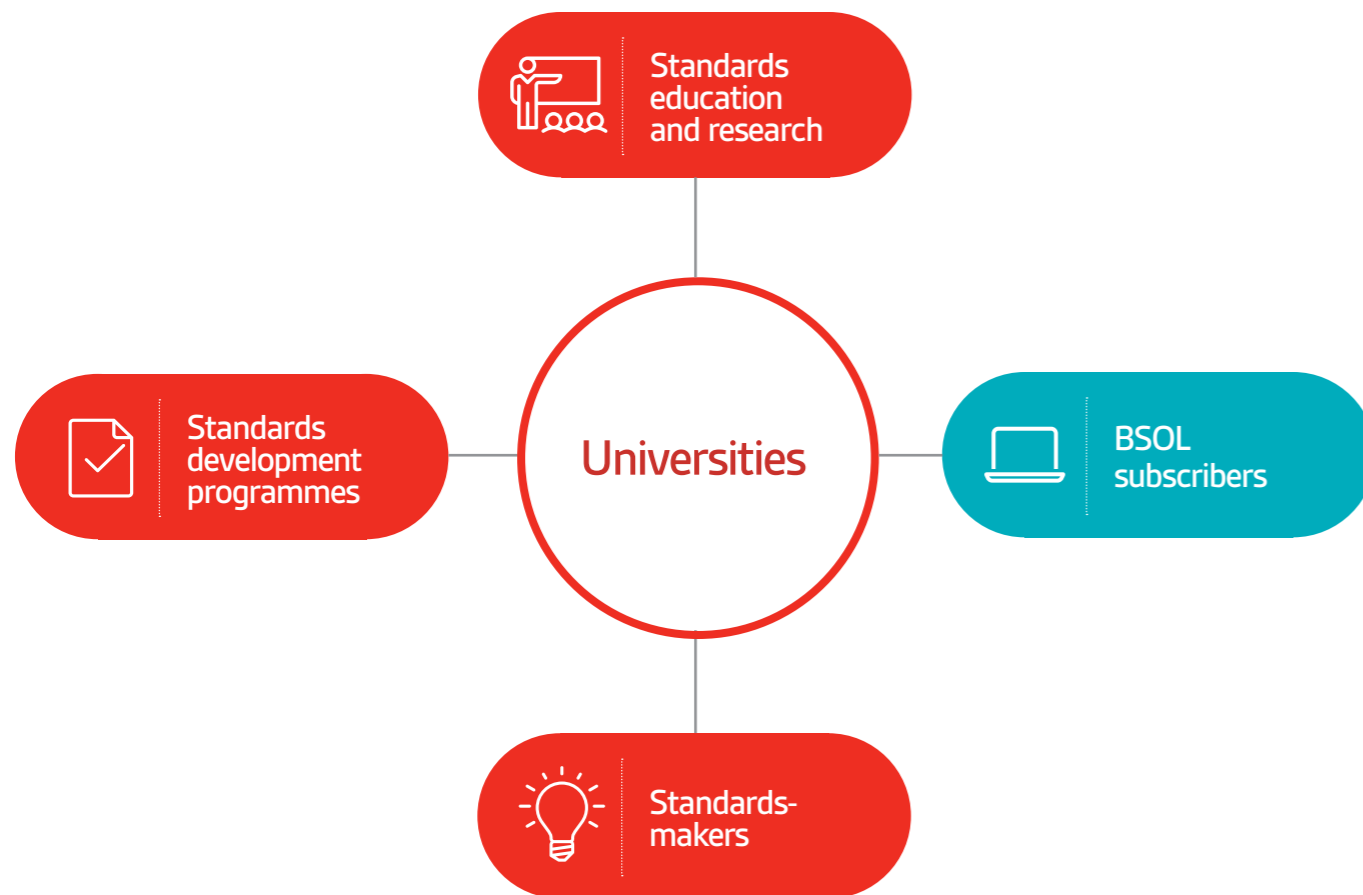 Standards
education
and research
Standards
development
programmes
Universities
BSOL
subscribers
Standards-
makers